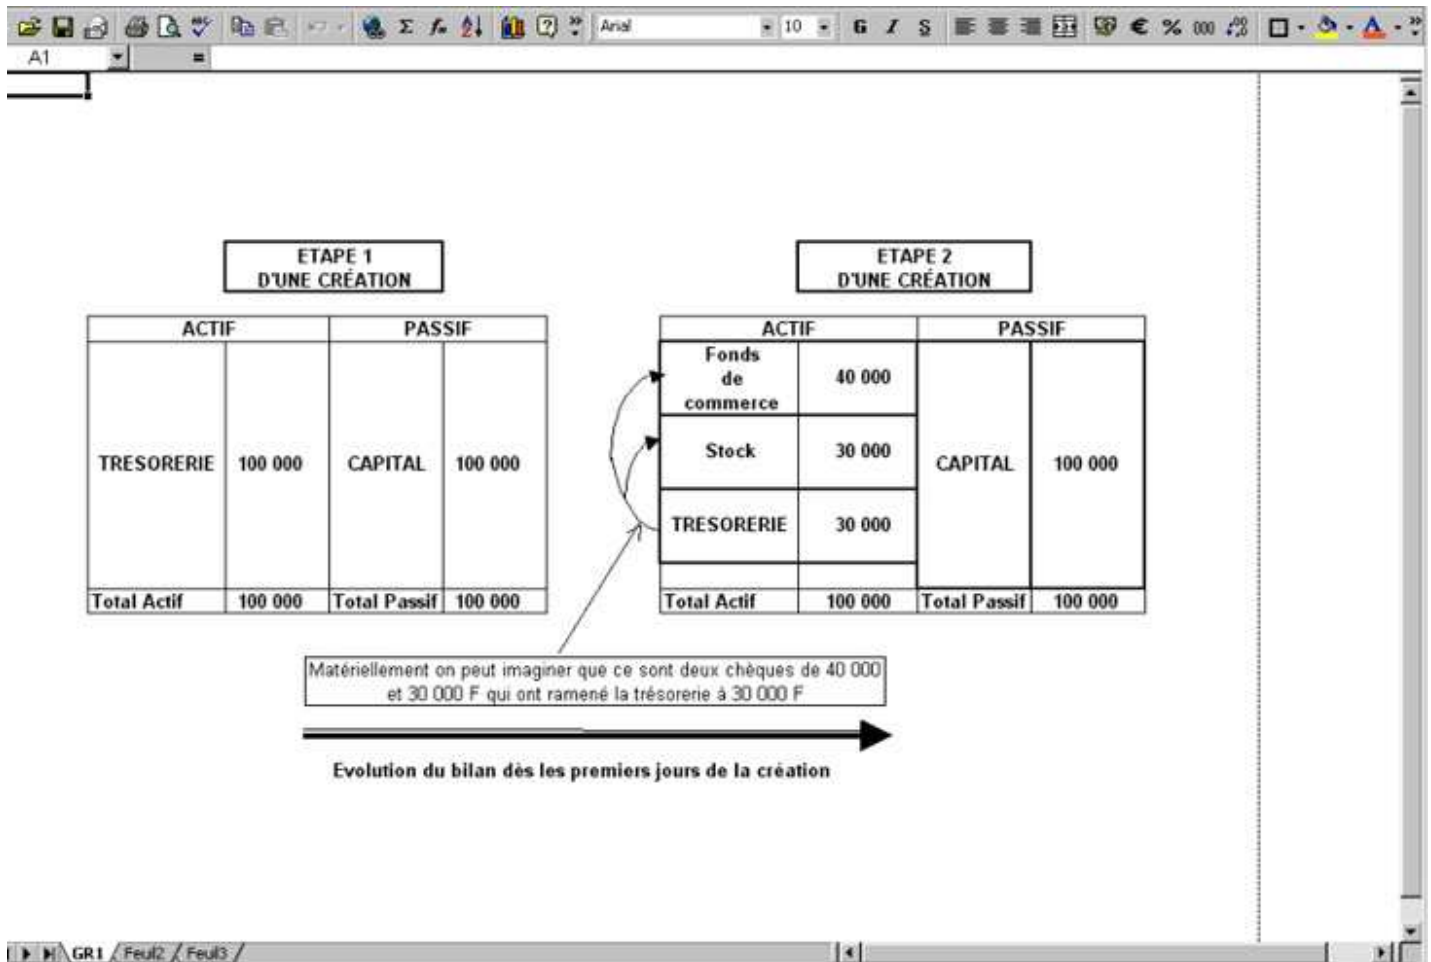 Arial 10 G I S € % 000
A1 =
ETAPE 1
D'UNE CRÉATION
ETAPE 2
D'UNE CRÉATION
ACTIF PASSIF
TRESORERIE 100 000 CAPITAL 100 000
Total Actif 100 000 Total Passif 100 000
ACTIF PASSIF
Fonds
de
commerce
40 000
Stock 30 000
TRESORERIE 30 000
CAPITAL 100 000
Total Actif 100 000 Total Passif 100 000
Matériellement on peut imaginer que ce sont deux chèques de 40 000
et 30 000 F qui ont ramené la trésorerie à 30 000 F
Evolution du bilan dès les premiers jours de la création
GR1 Feuil2 Feuil3